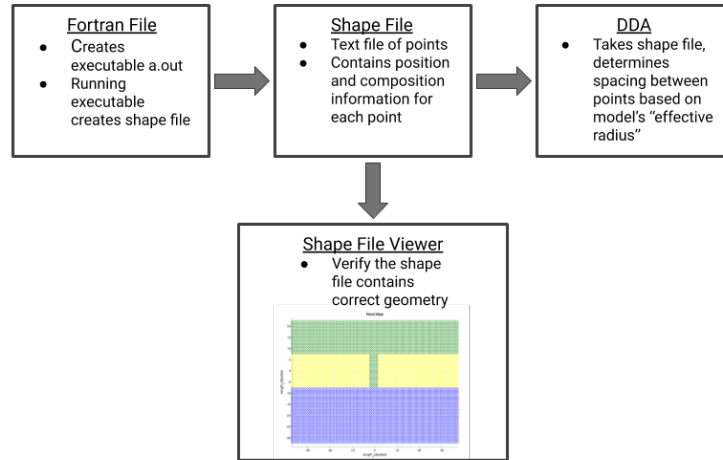 Fortran File
● Creates
executable a.out
● Running
executable
creates shape file
Shape File
● Text file of points
● Contains position
and composition
information for
each point
DDA
● Takes shape file,
determines
spacing between
points based on
model's “effective
radius”
Shape File Viewer
● Verify the shape
file contains
correct geometry